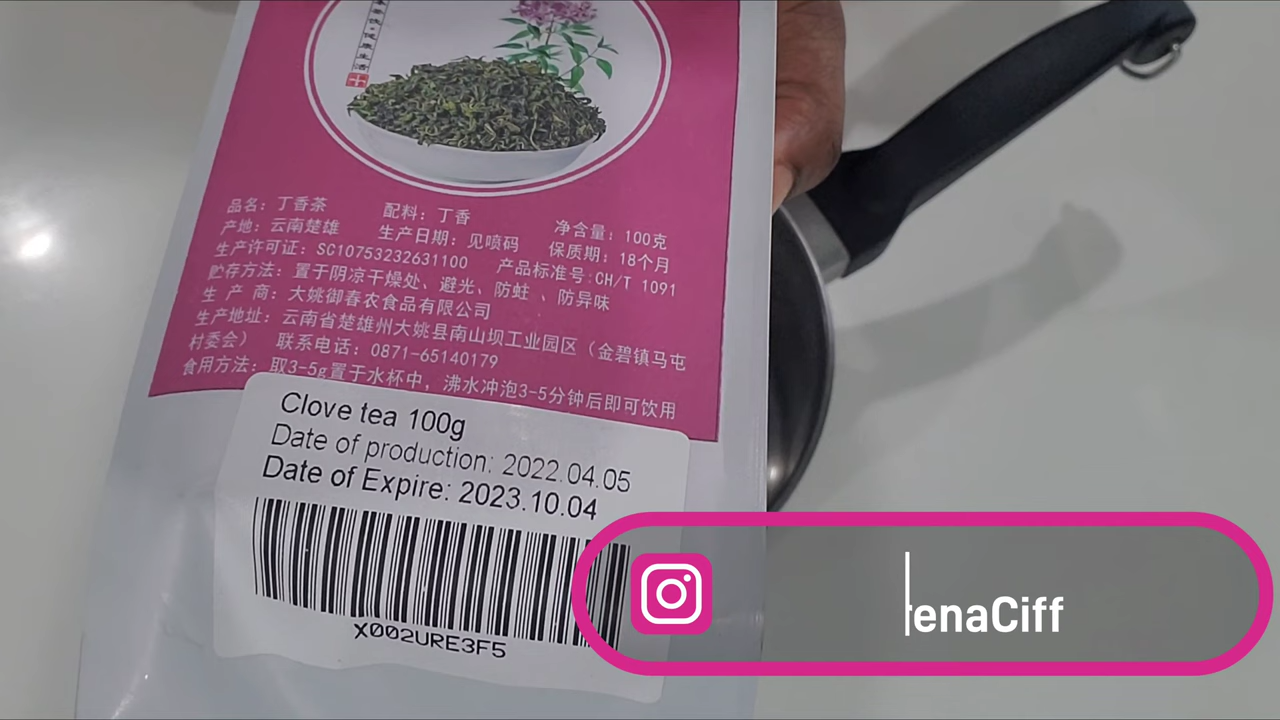 健康生活
品名：丁香茶 配料：丁香 净含量：100克
产地：云南楚雄 生产日期：见喷码 保质期：18个月
生产许可证：SC10753232631100 产品标准号:GH/T 1091
贮存方法：置于阴凉干燥处、避光、防蛀 、防异味
生 产 商：大姚御春农食品有限公司
生产地址：云南省楚雄州大姚县南山坝工业园区（金碧镇马屯
村委会） 联系电话：0871-65140179
食用方法：取3-5g置于水杯中，沸水冲泡3-5分钟后即可饮用
Clove tea 100g
Date of production: 2022.04.05
Date of Expire: 2023.10.04
X002URE3F5
enaCiff